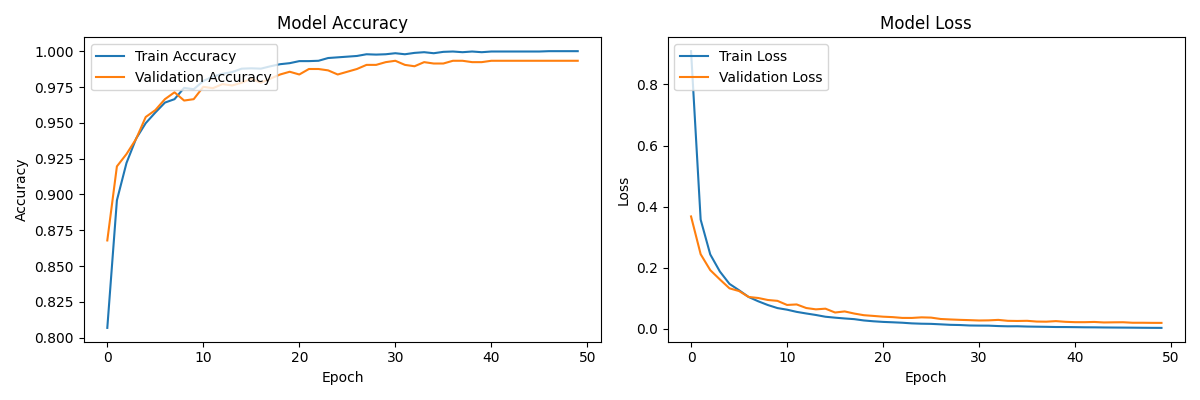 Model Accuracy
Train Accuracy
Validation Accuracy
1.000
0.975
0.950
0.925
0.900
0.875
0.850
0.825
0.800
Accuracy
0 10 20 30 40 50
Epoch
Model Loss
Train Loss
Validation Loss
0.8
0.6
0.4
0.2
0.0
Loss
0 10 20 30 40 50
Epoch